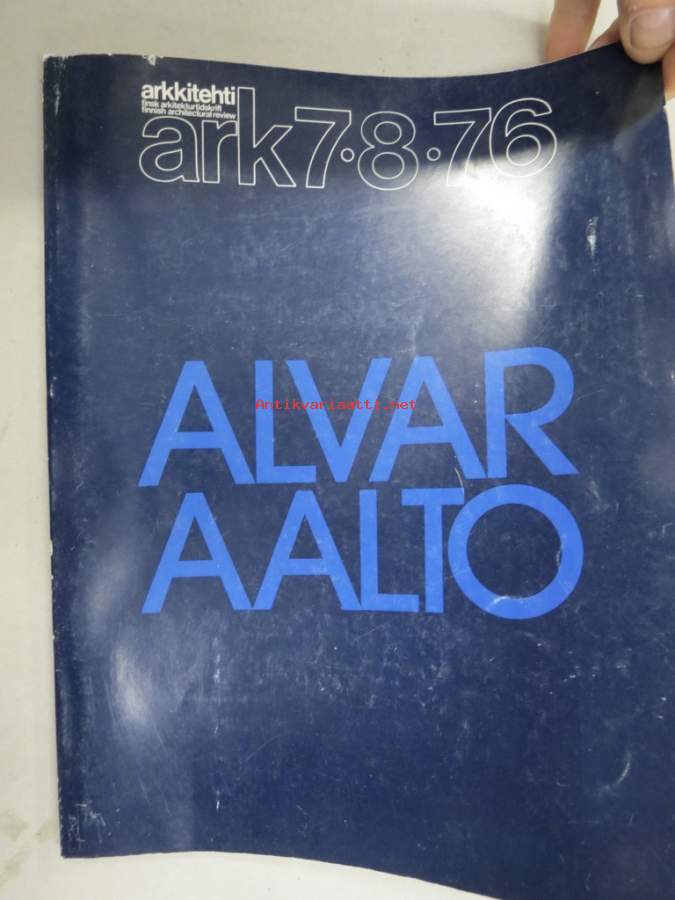 arkkitehti
finsk arkitekturtidskrift
finnish architectural review
ark 7·8·76
ALVAR
Antikvariaatti.net
AALTO